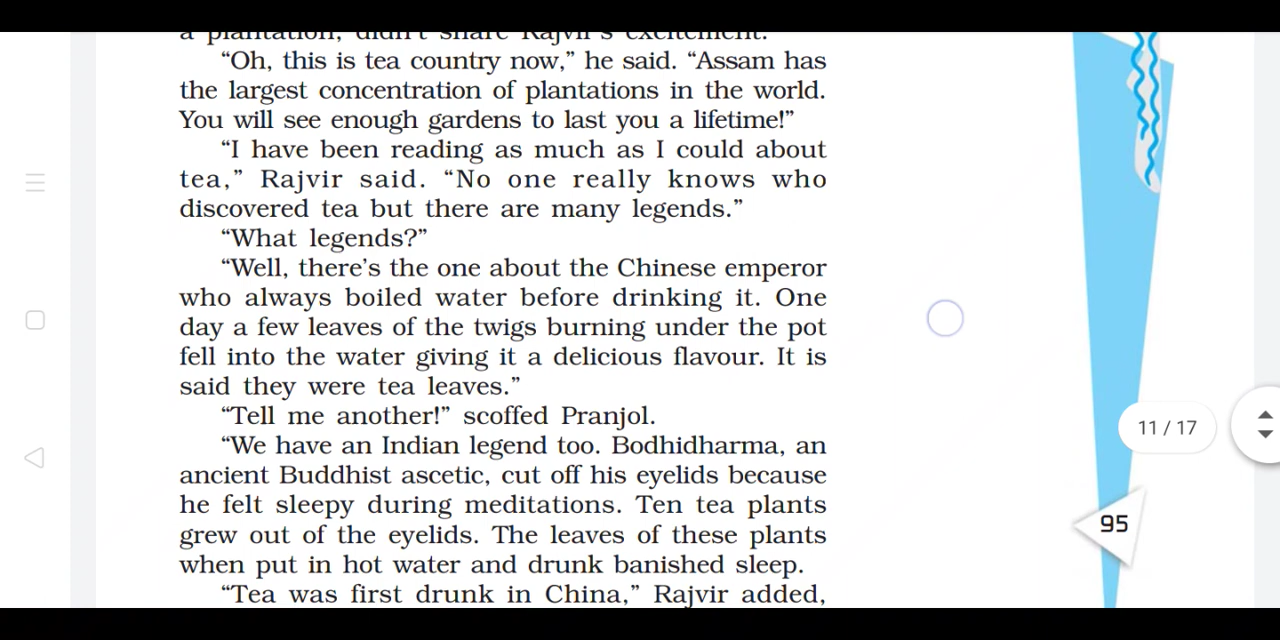 a plantation, didn't share Rajvir's excitement.
“Oh, this is tea country now,” he said. “Assam has
the largest concentration of plantations in the world.
You will see enough gardens to last you a lifetime!”
“I have been reading as much as I could about
tea,” Rajvir said. “No one really knows who
discovered tea but there are many legends.”
“What legends?”
“Well, there’s the one about the Chinese emperor
who always boiled water before drinking it. One
day a few leaves of the twigs burning under the pot
fell into the water giving it a delicious flavour. It is
said they were tea leaves.”
“Tell me another!” scoffed Pranjol.
“We have an Indian legend too. Bodhidharma, an
ancient Buddhist ascetic, cut off his eyelids because
he felt sleepy during meditations. Ten tea plants
grew out of the eyelids. The leaves of these plants
when put in hot water and drunk banished sleep.
“Tea was first drunk in China,” Rajvir added,
11 / 17
95